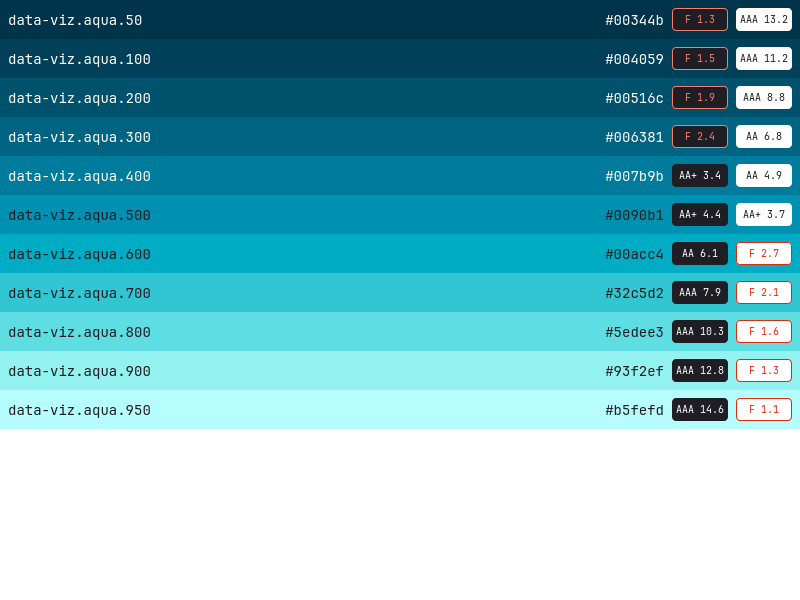 data-viz.aqua.50 #00344b F 1.3 AAA 13.2
data-viz.aqua.100 #004059 F 1.5 AAA 11.2
data-viz.aqua.200 #00516c F 1.9 AAA 8.8
data-viz.aqua.300 #006381 F 2.4 AA 6.8
data-viz.aqua.400 #007b9b AA+ 3.4 AA 4.9
data-viz.aqua.500 #0090b1 AA+ 4.4 AA+ 3.7
data-viz.aqua.600 #00acc4 AA 6.1 F 2.7
data-viz.aqua.700 #32c5d2 AAA 7.9 F 2.1
data-viz.aqua.800 #5edee3 AAA 10.3 F 1.6
data-viz.aqua.900 #93f2ef AAA 12.8 F 1.3
data-viz.aqua.950 #b5fefd AAA 14.6 F 1.1